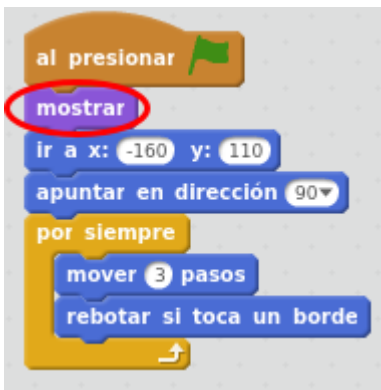 al presionar
mostrar
ir a x: -160 y: 110
apuntar en dirección 90
por siempre
mover 3 pasos
rebotar si toca un borde